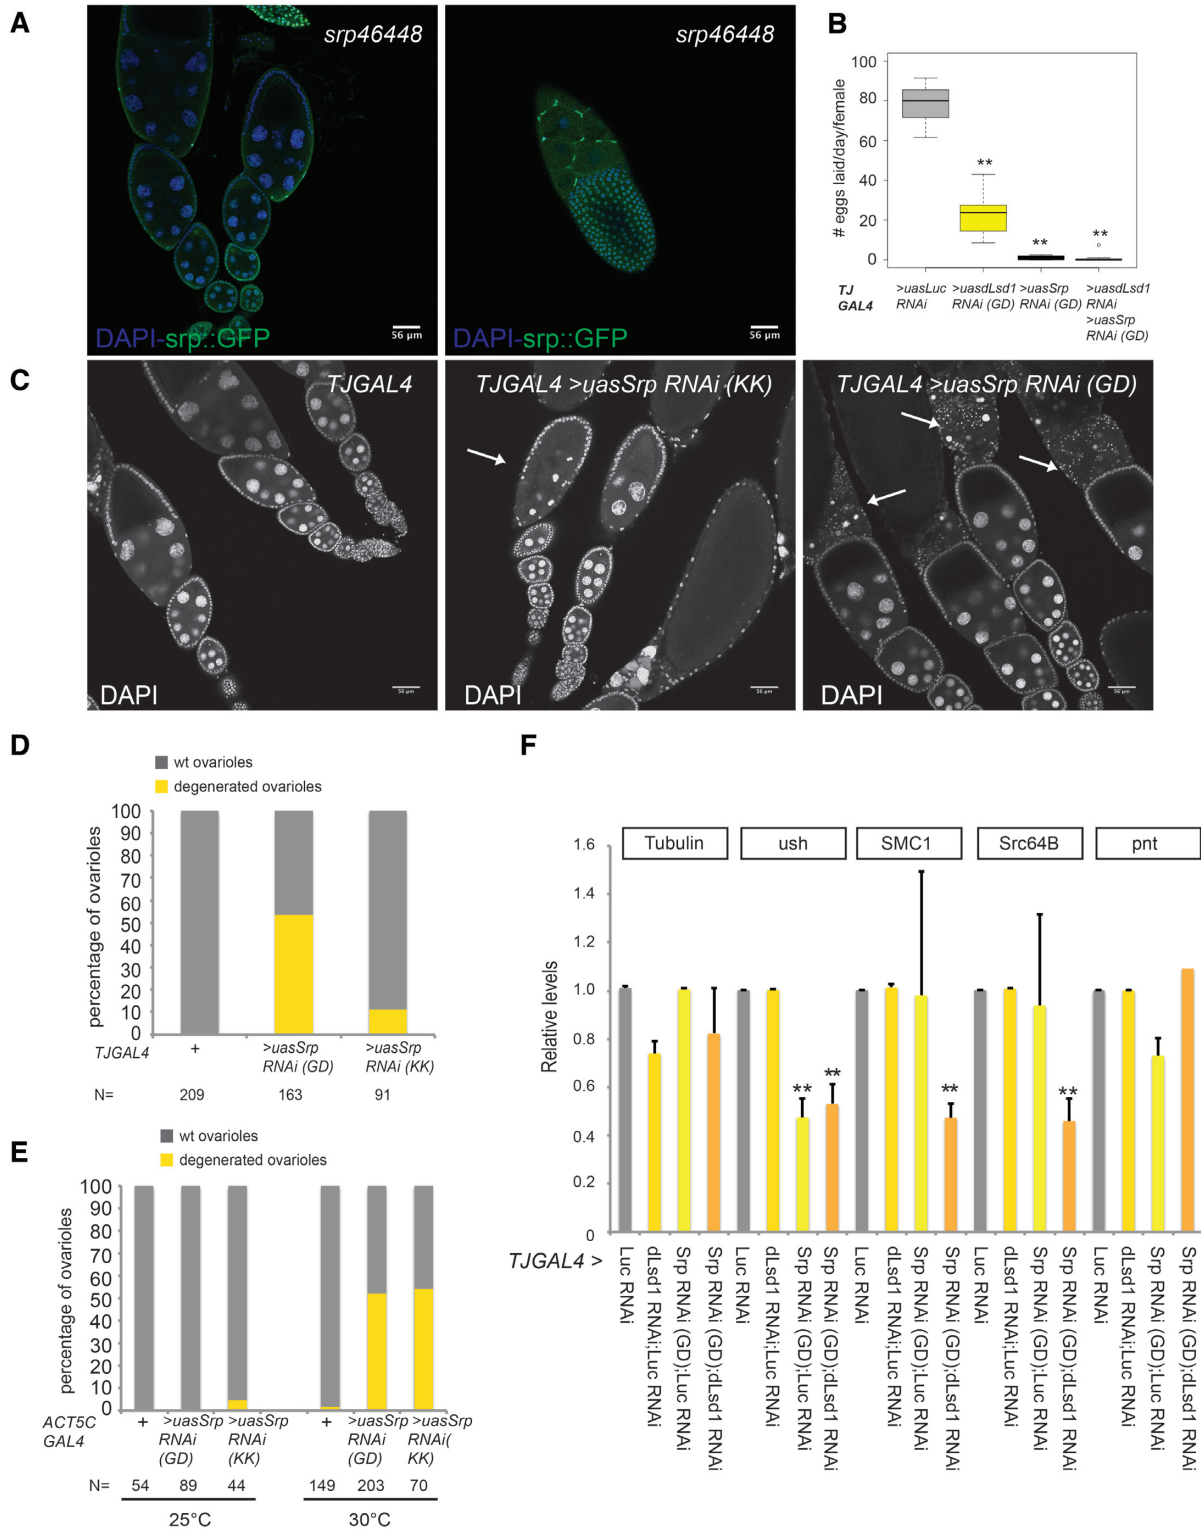 A
srp46448
srp46448
DAPI-srp::GFP
56 µm
DAPI-srp::GFP
56 µm
B
# eggs laid/day/female
100
80
60
40
20
0
**
**
**
TJ
GAL4
>uasLuc
RNAi
>uasdLsd1
RNAi (GD)
>uasSrp
RNAi (GD)
>uasdLsd1
RNAi
>uasSrp
RNAi (GD)
C
TJGAL4
TJGAL4 >uasSrp RNAi (KK)
TJGAL4 >uasSrp RNAi (GD)
DAPI
56 µm
DAPI
56 µm
DAPI
56 µm
D
wt ovarioles
degenerated ovarioles
percentage of ovarioles
100
90
80
70
60
50
40
30
20
10
0
TJGAL4
+
>uasSrp
RNAi (GD)
>uasSrp
RNAi (KK)
N=
209
163
91
E
wt ovarioles
degenerated ovarioles
percentage of ovarioles
100
90
80
70
60
50
40
30
20
10
0
ACT5C
GAL4
+
>uasSrp
RNAi
(GD)
>uasSrp
RNAi
(KK)
+
>uasSrp
RNAi
(GD)
>uasSrp
RNAi(
KK)
N=
54
89
44
149
203
70
25°C
30°C
F
Tubulin
ush
SMC1
Src64B
pnt
Relative levels
1.6
1.4
1.2
1.0
0.8
0.6
0.4
0.2
0
**
**
**
**
TJGAL4 >
Luc RNAi
dLsd1 RNAi;Luc RNAi
Srp RNAi (GD);Luc RNAi
Srp RNAi (GD);dLsd1 RNAi
Luc RNAi
dLsd1 RNAi;Luc RNAi
Srp RNAi (GD);Luc RNAi
Srp RNAi (GD);dLsd1 RNAi
Luc RNAi
dLsd1 RNAi;Luc RNAi
Srp RNAi (GD);Luc RNAi
Srp RNAi (GD);dLsd1 RNAi
Luc RNAi
dLsd1 RNAi;Luc RNAi
Srp RNAi (GD);Luc RNAi
Srp RNAi (GD);dLsd1 RNAi
Luc RNAi
dLsd1 RNAi;Luc RNAi
Srp RNAi (GD);Luc RNAi
Srp RNAi (GD);dLsd1 RNAi